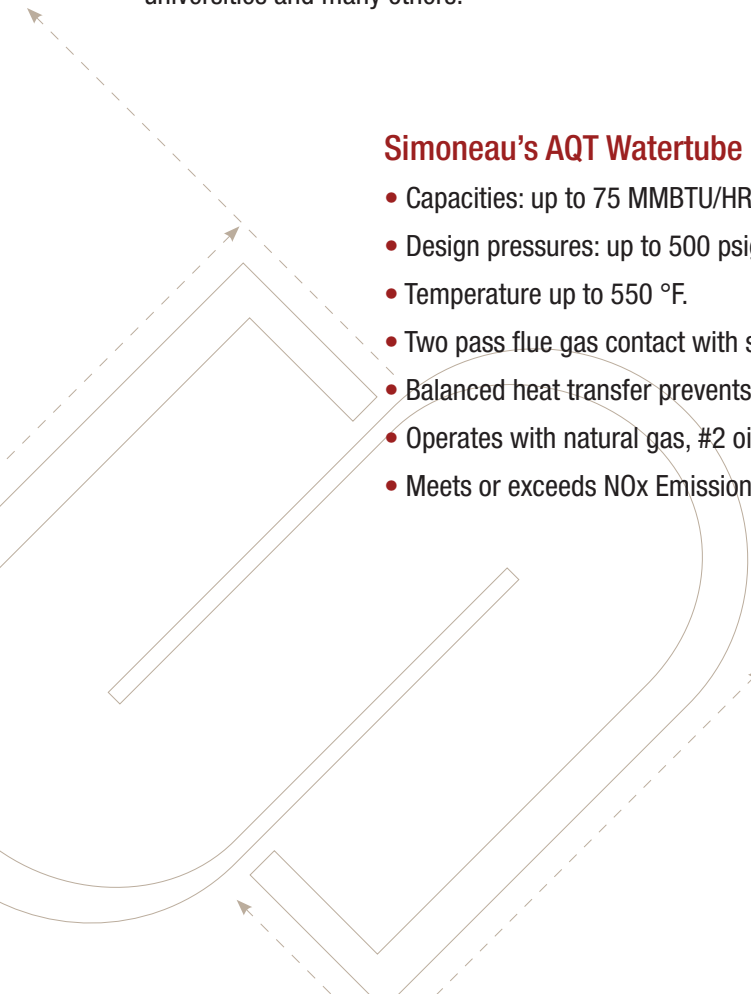 universities and many others.
Simoneau's AQT Watertube
• Capacities: up to 75 MMBTU/HR
• Design pressures: up to 500 psig
• Temperature up to 550 °F.
• Two pass flue gas contact with
• Balanced heat transfer prevents
• Operates with natural gas, #2
• Meets or exceeds NOx Emission